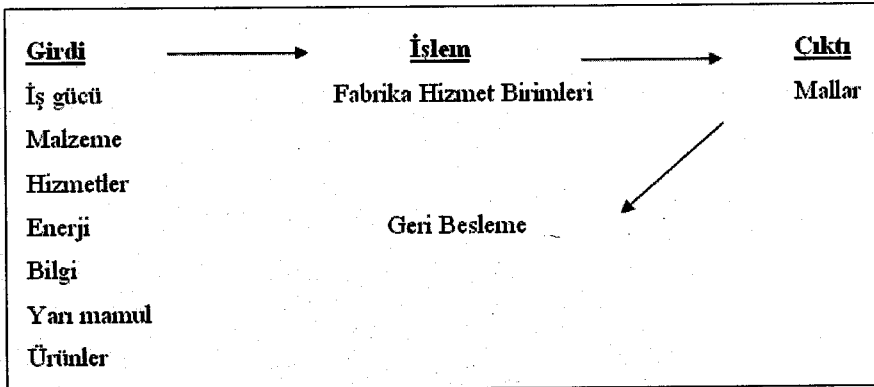 Girdi İşlem Çıktı
İş gücü Fabrika Hizmet Birimleri Mallar
Malzeme
Hizmetler
Enerji Geri Besleme
Bilgi
Yarı mamul
Ürünler